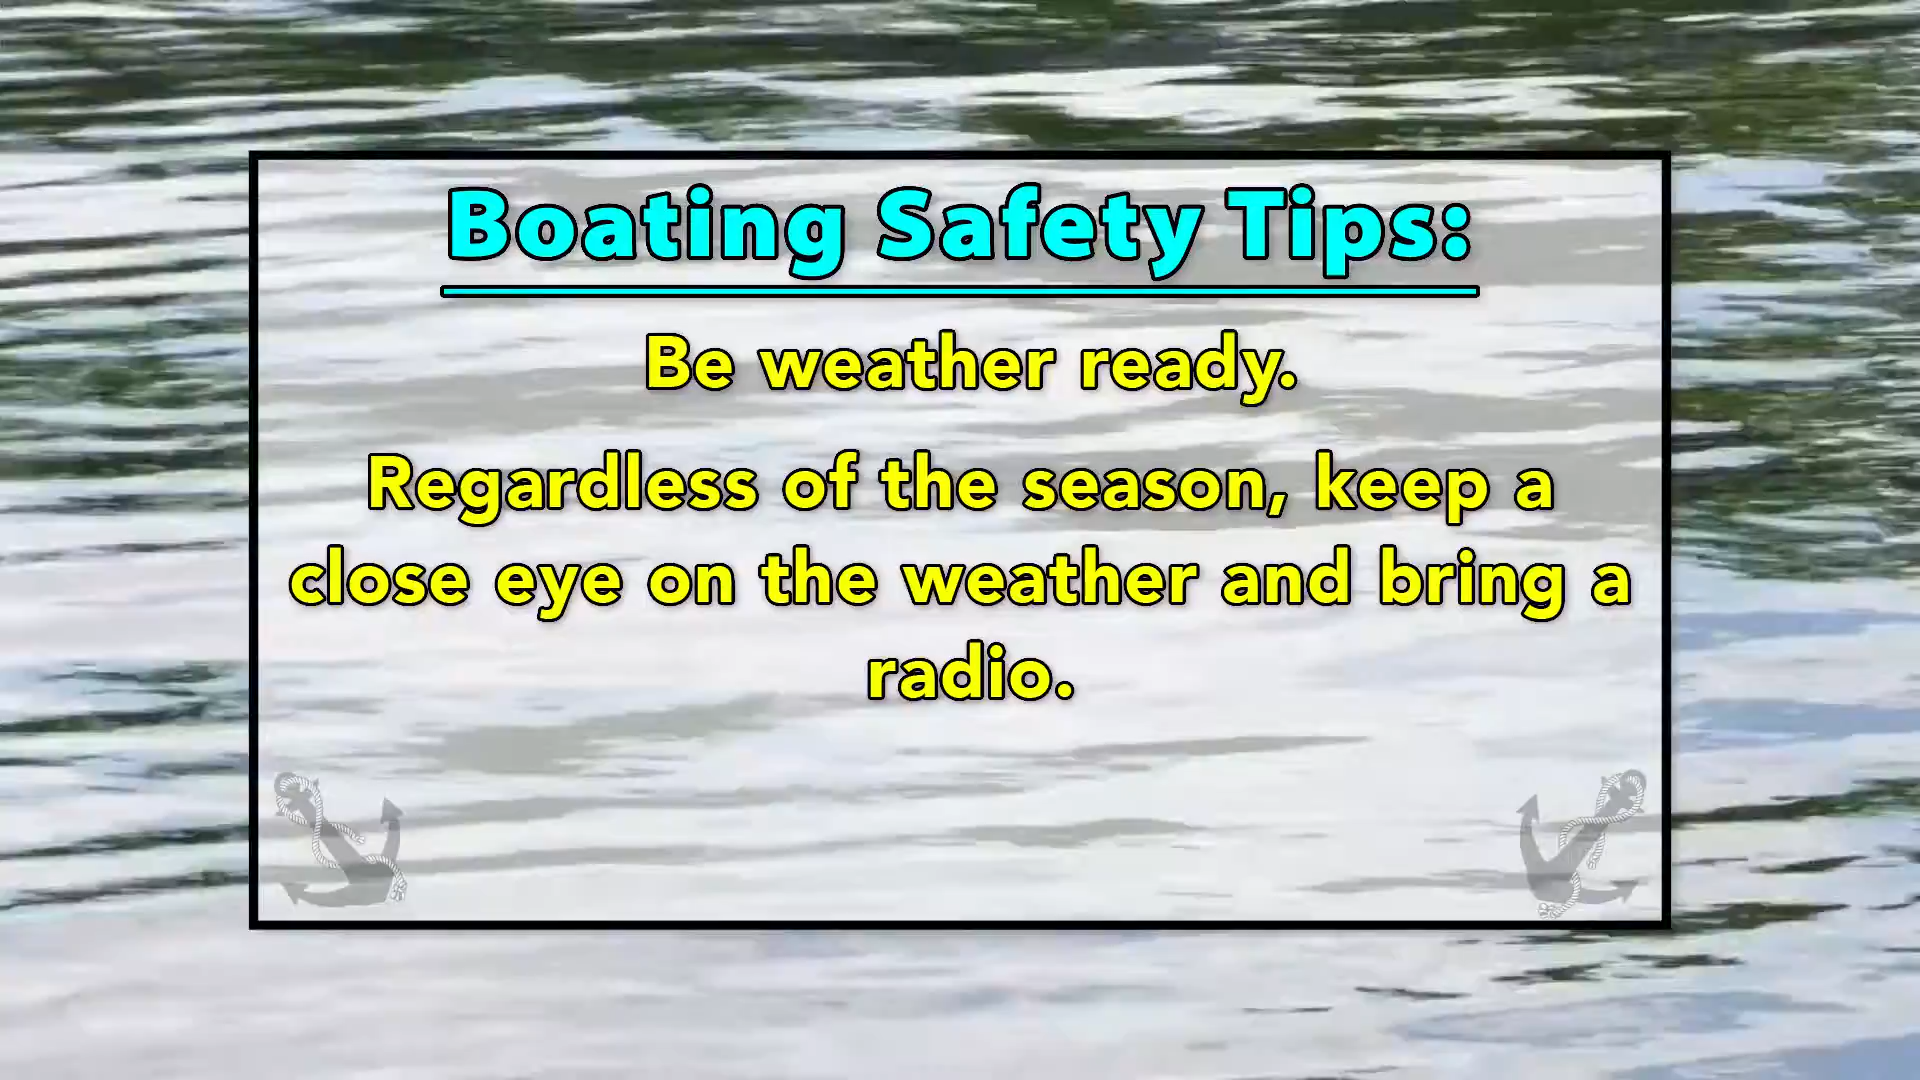 Boating Safety Tips:
Be weather ready.
Regardless of the season, keep a
close eye on the weather and bring a
radio.